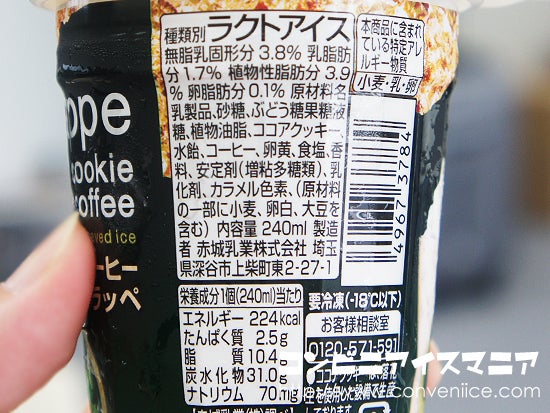 種類別 ラクトアイス
無脂乳固形分 3.8% 乳脂肪
分 1.7% 植物性脂肪分 3.9
% 卵脂肪分 0.1% 原材料名
乳製品、砂糖、ぶどう糖果糖液
糖、植物油脂、ココアクッキー、
水飴、コーヒー、卵黄、食塩、香
料、安定剤(増粘多糖類)、乳
化剤、カラメル色素、(原材料
の一部に小麦、卵白、大豆を
含む) 内容量 240ml 製造
者 赤城乳業株式会社 埼玉
県深谷市上柴町東2-27-1
本商品に含まれ
ている特定アレ
ルギー物質
小麦・乳・卵
4967 3784
ppe
cookie
coffee
aved ice
ーヒー
ラッペ
栄養成分1個(240ml)当たり
エネルギー 224kcal
たんぱく質 2.5g
脂質 10.4
炭水化物 31.0g
ナトリウム 70mg
要冷凍(-18℃以下)
お客様相談室
0120-571-591
コンビニアイスマニア
conveniice.com